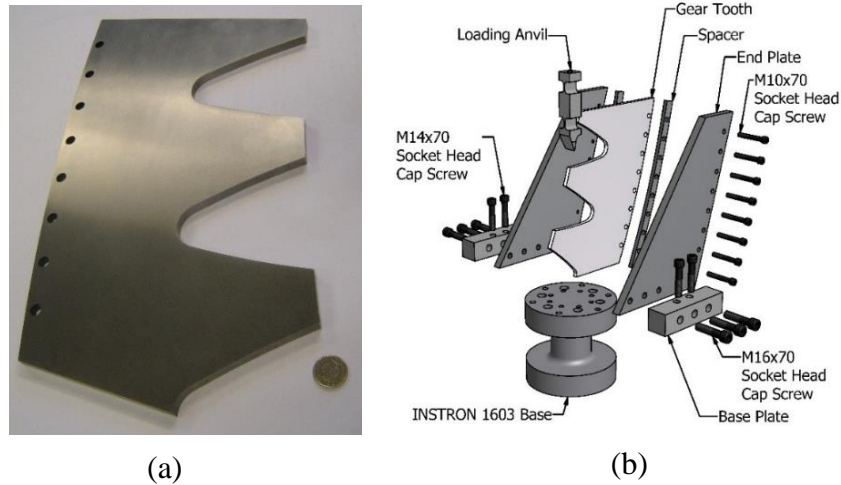 Gear Tooth
Loading Anvil
Spacer
End Plate
M10x70
Socket Head
Cap Screw
M14x70
Socket Head
Cap Screw
M16x70
Socket Head
Cap Screw
INSTRON 1603 Base
Base Plate
(a)
(b)